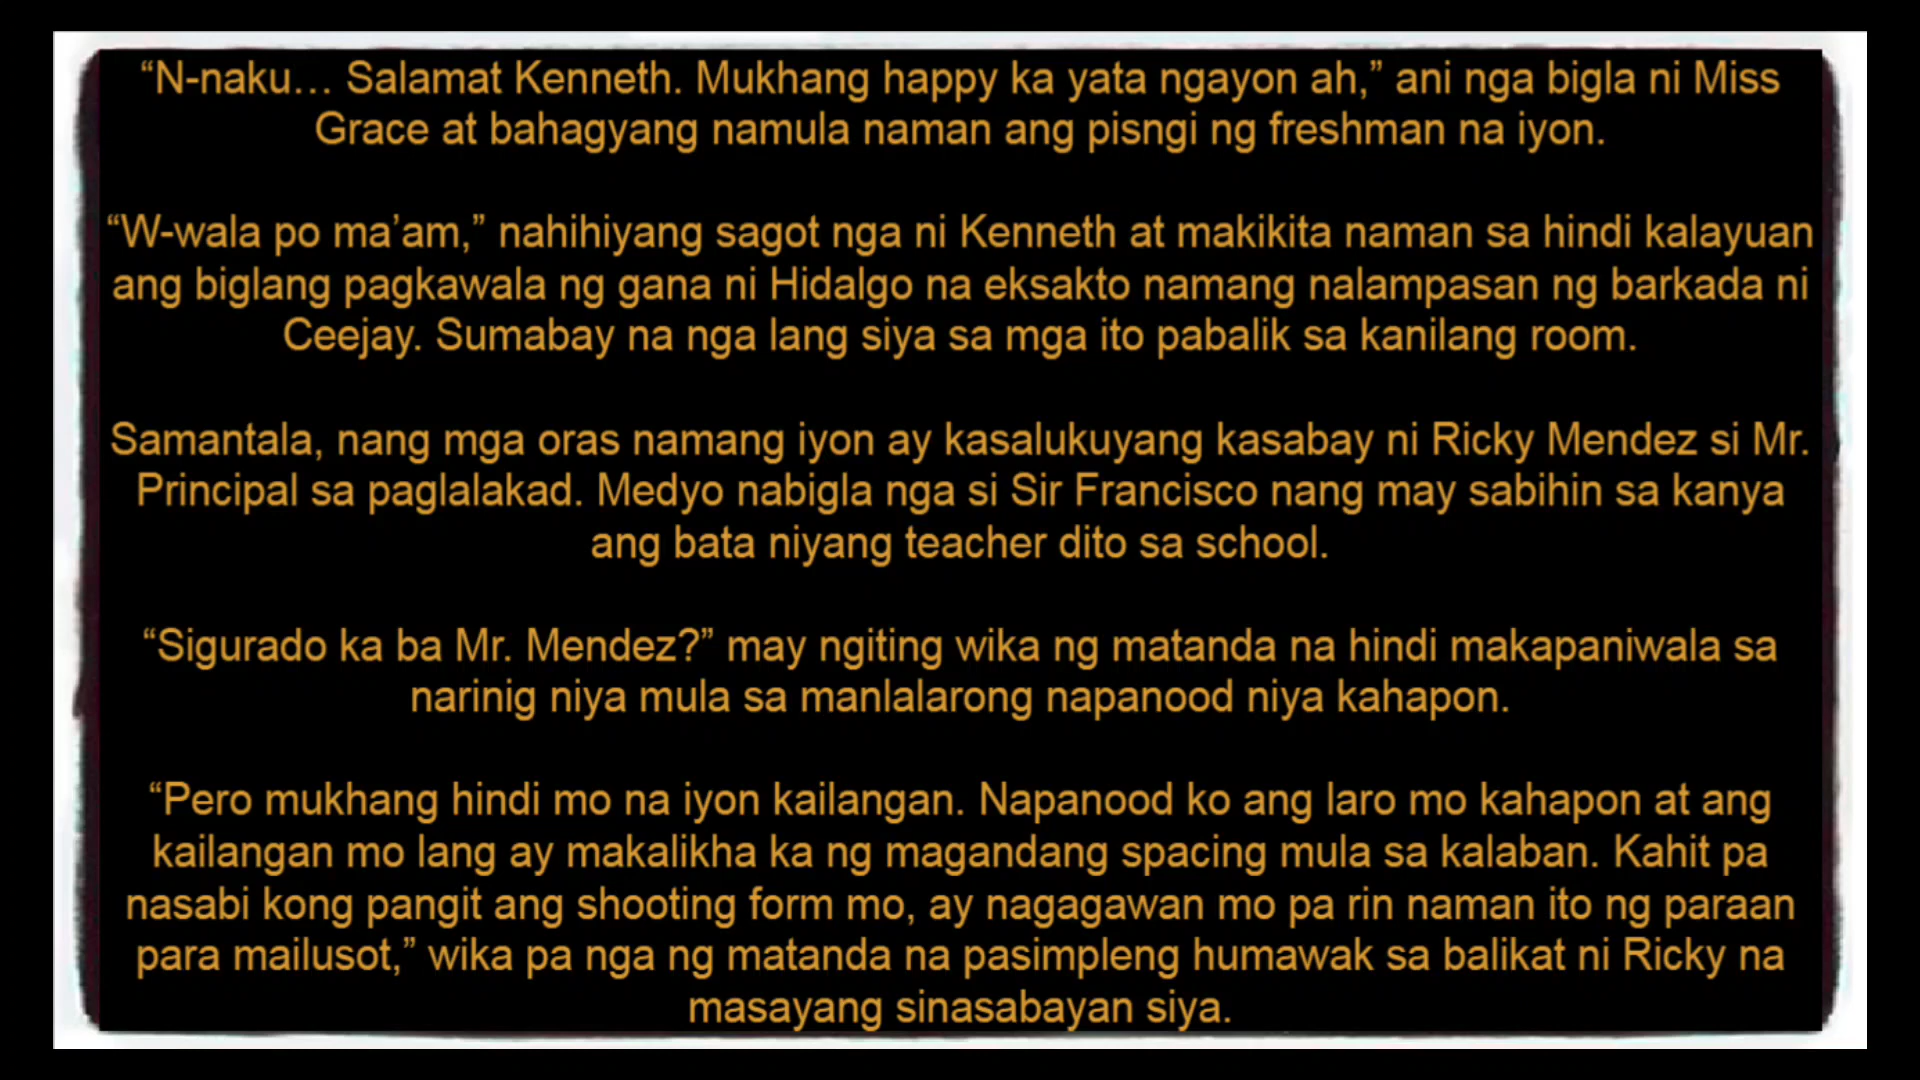 “N-naku… Salamat Kenneth. Mukhang happy ka yata ngayon ah,” ani nga bigla ni Miss
Grace at bahagyang namula naman ang pisngi ng freshman na iyon.
“W-wala po ma’am,” nahihiyang sagot nga ni Kenneth at makikita naman sa hindi kalayuan
ang biglang pagkawala ng gana ni Hidalgo na eksakto namang nalampasan ng barkada ni
Ceejay. Sumabay na nga lang siya sa mga ito pabalik sa kanilang room.
Samantala, nang mga oras namang iyon ay kasalukuyang kasabay ni Ricky Mendez si Mr.
Principal sa paglalakad. Medyo nabigla nga si Sir Francisco nang may sabihin sa kanya
ang bata niyang teacher dito sa school.
“Sigurado ka ba Mr. Mendez?” may ngiting wika ng matanda na hindi makapaniwala sa
narinig niya mula sa manlalarong napanood niya kahapon.
“Pero mukhang hindi mo na iyon kailangan. Napanood ko ang laro mo kahapon at ang
kailangan mo lang ay makalikha ka ng magandang spacing mula sa kalaban. Kahit pa
nasabi kong pangit ang shooting form mo, ay nagagawan mo pa rin naman ito ng paraan
para mailusot,” wika pa nga ng matanda na pasimpleng humawak sa balikat ni Ricky na
masayang sinasabayan siya.